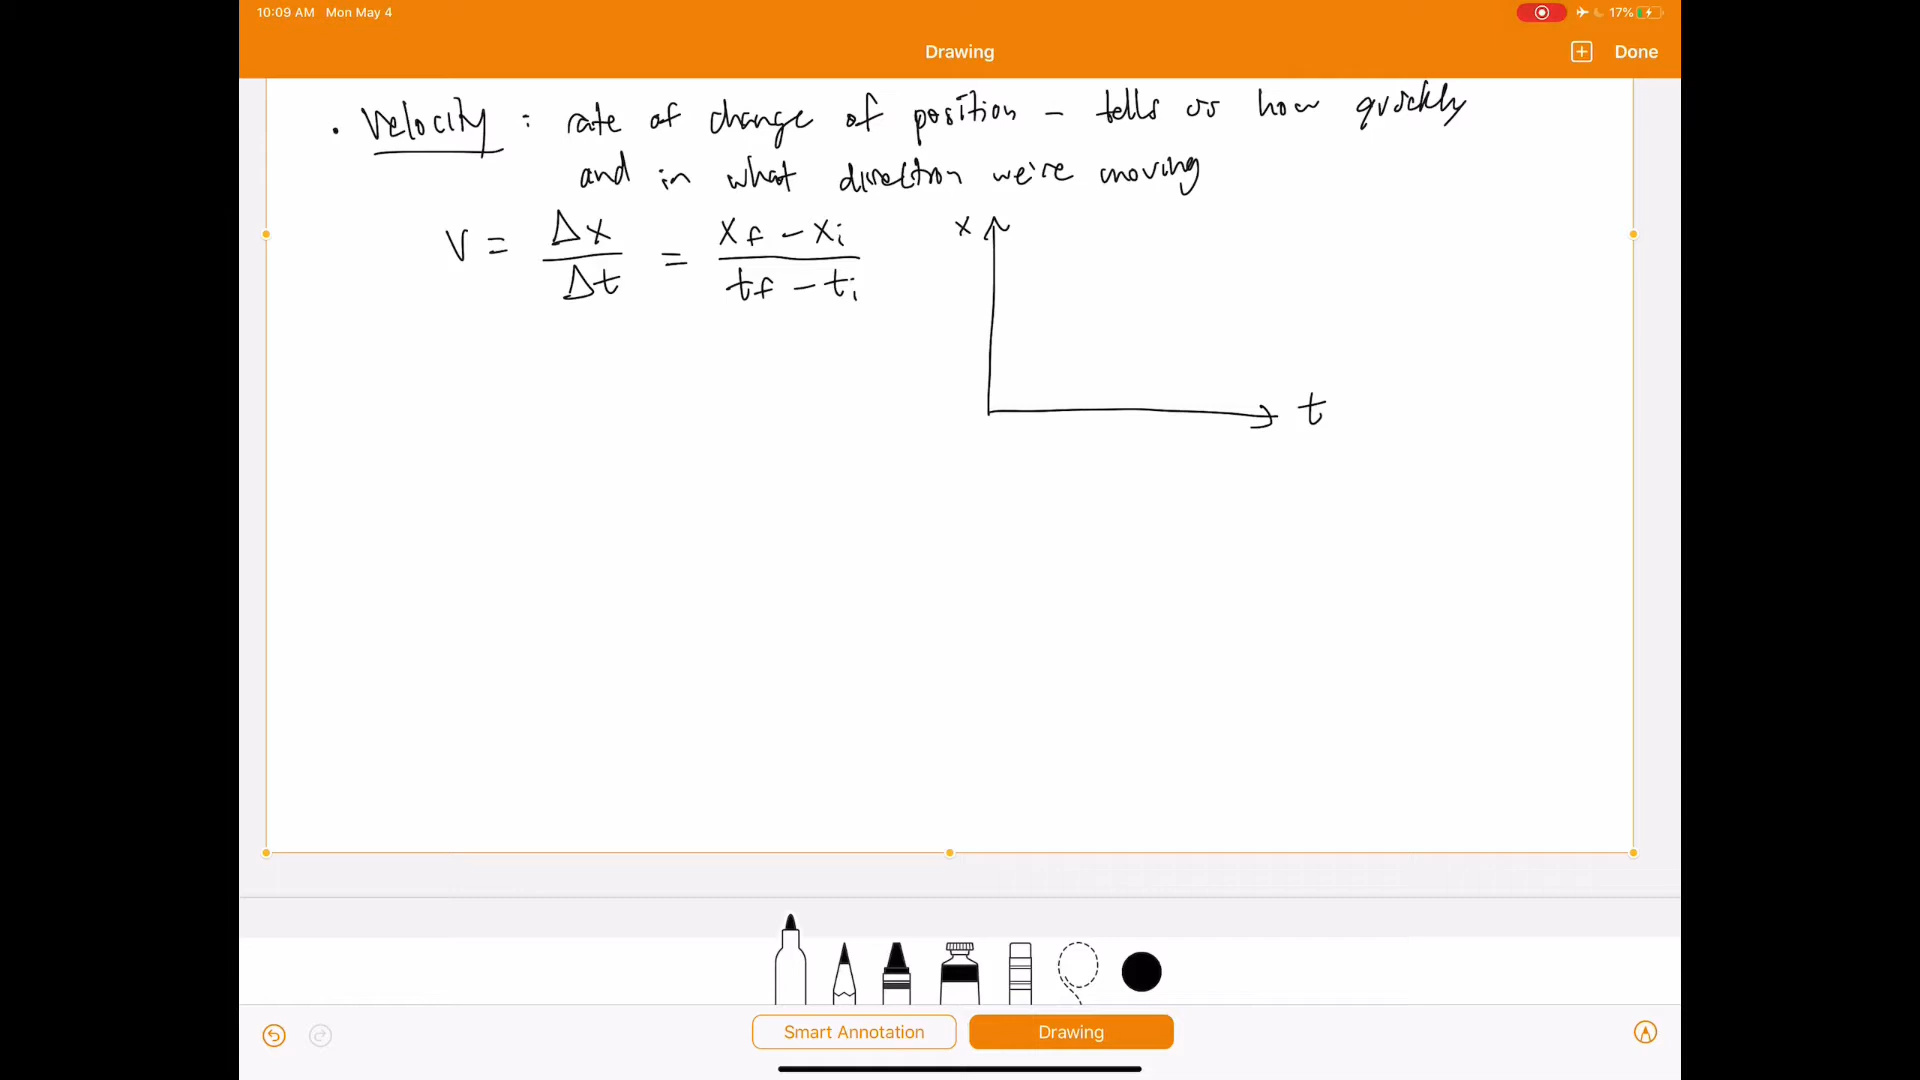 10:09 AM Mon May 4
17%
Drawing
Done
• Velocity : rate of change of position – tells us how quickly
and in what direction we're moving
V = Δx / Δt = (xf – xi) / (tf – ti)
x
t
Smart Annotation
Drawing